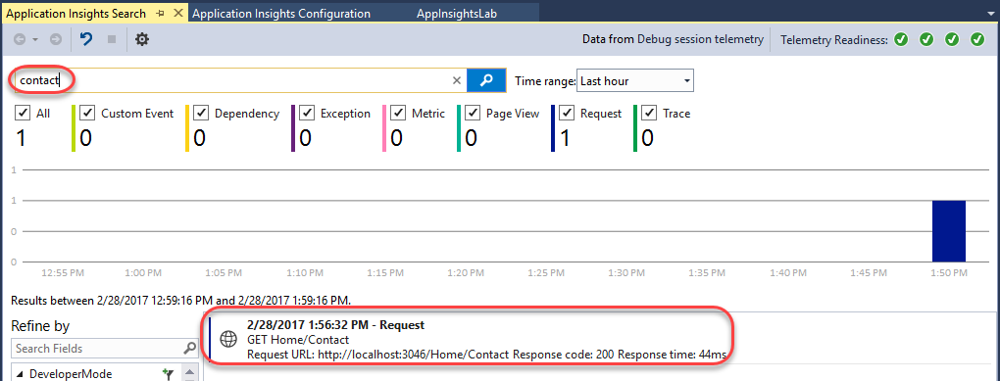 Application Insights Search Application Insights Configuration AppInsightsLab
Data from Debug session telemetry Telemetry Readiness:
contact Time range: Last hour
All Custom Event Dependency Exception Metric Page View Request Trace
1 0 0 0 0 0 1 0
1
1
0
0
12:55 PM 1:00 PM 1:05 PM 1:10 PM 1:15 PM 1:20 PM 1:25 PM 1:30 PM 1:35 PM 1:40 PM 1:45 PM 1:50 PM
Results between 2/28/2017 12:59:16 PM and 2/28/2017 1:59:16 PM.
Refine by
Search Fields
DeveloperMode
2/28/2017 1:56:32 PM - Request
GET Home/Contact
Request URL: http://localhost:3046/Home/Contact Response code: 200 Response time: 44ms